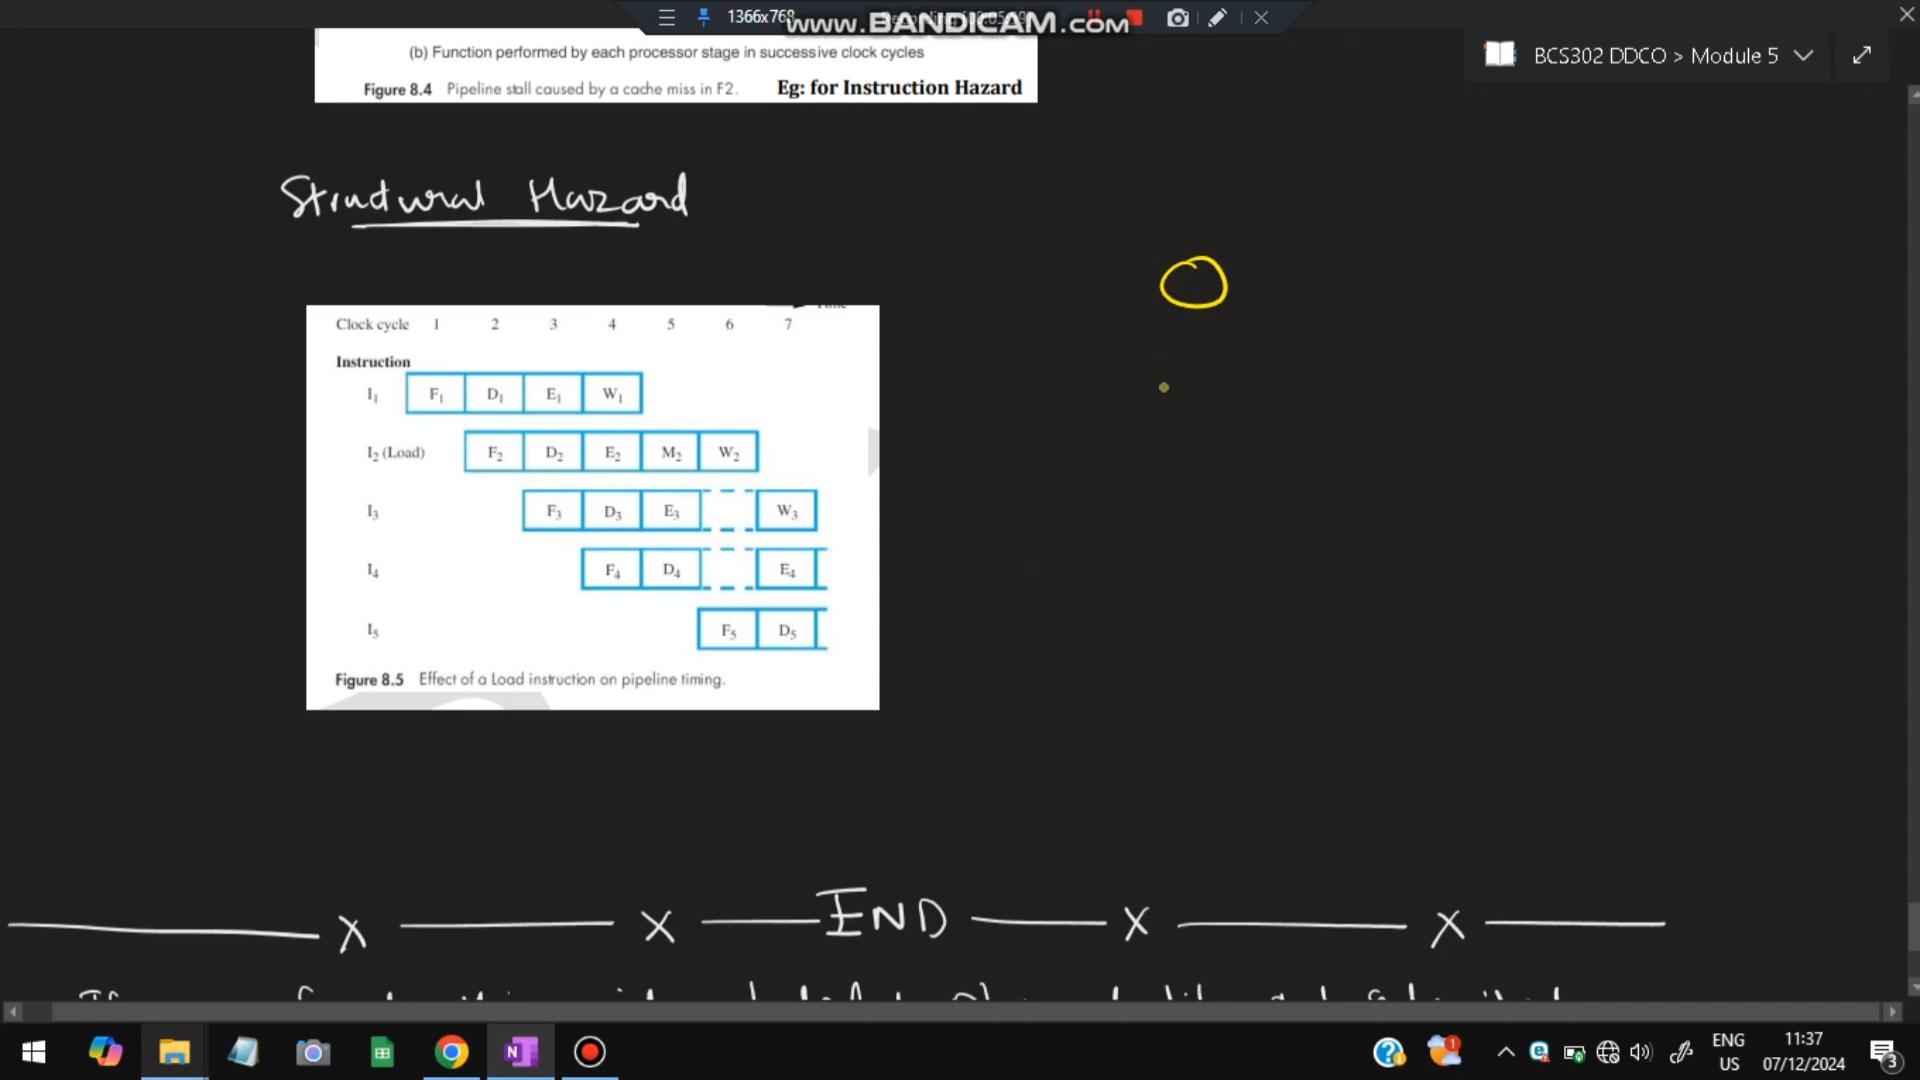 1366x768
www.BANDICAM.COM
(b) Function performed by each processor stage in successive clock cycles
BCS302 DDCO > Module 5
Figure 8.4 Pipeline stall caused by a cache miss in F2. Eg: for Instruction Hazard
Structural Hazard
Clock cycle 1 2 3 4 5 6 7
Instruction
I1 F1 D1 E1 W1
I2 (Load) F2 D2 E2 M2 W2
I3 F3 D3 E3 W3
I4 F4 D4 E4
I5 F5 D5
Figure 8.5 Effect of a Load instruction on pipeline timing.
X X END X X
ENG 11:37
US 07/12/2024 3